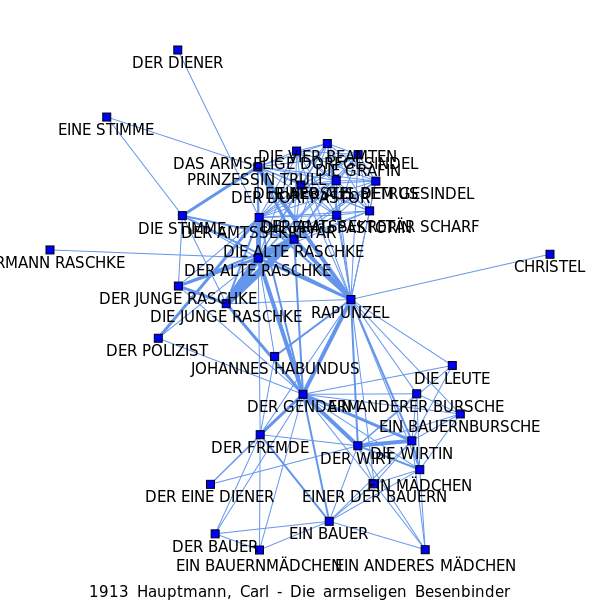 DER DIENER
EINE STIMME
DIE VIER BEAMTEN
DAS ARMSELIGE DORFGESINDEL
DIE GRÄFIN
PRINZESSIN TRULL
DER DORFPASTOR
DIE STIMME
DER AMTSSEKRETÄR
DIE ALTE RASCHKE
RMANN RASCHKE
DER ALTE RASCHKE
CHRISTEL
DER JUNGE RASCHKE
DIE JUNGE RASCHKE
RAPUNZEL
DER POLIZIST
JOHANNES HABUNDUS
DIE LEUTE
DER GENDARM
EIN ANDERER BURSCHE
EIN BAUERNBURSCHE
DER FREMDE
DER WIRT
DIE WIRTIN
EIN MÄDCHEN
DER EINE DIENER
EINER DER BAUERN
EIN BAUER
DER BAUER
EIN BAUERNMÄDCHEN
EIN ANDERES MÄDCHEN
1913 Hauptmann, Carl - Die armseligen Besenbinder